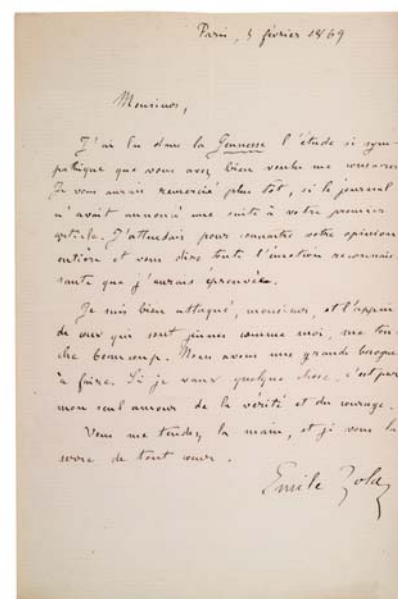 Paris, 5 février 1869
Monsieur,
J'ai lu dans la Jeunesse l'étude si sym-
pathique que vous avez bien voulu me consacrer.
Je vous aurais remercié plus tôt, si le journal
n'avait annoncé une suite à votre premier
article. J'attendais pour connaître votre opinion
entière et vous dire toute l'émotion reconnais-
sante que j'aurais éprouvée.
Je suis bien attaqué, monsieur, et l'appui
de ceux qui sont jeunes comme moi, me tou-
che beaucoup. Nous avons une grande besogne
à faire. Si je vaux quelque chose, c'est par
mon seul amour de la vérité et du courage.
Vous me tendez la main, et je vous la
serre de tout cœur.
Emile Zola